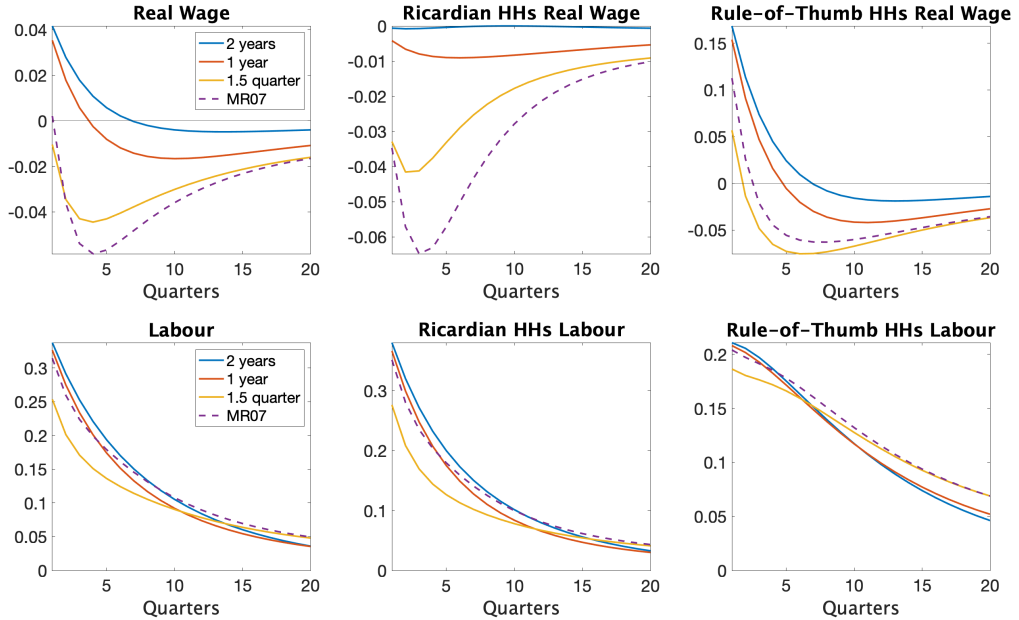 Real Wage
0.04
0.02
0
-0.02
-0.04
2 years
1 year
1.5 quarter
MR07
5 10 15 20
Quarters
Ricardian HHs Real Wage
0
-0.01
-0.02
-0.03
-0.04
-0.05
-0.06
5 10 15 20
Quarters
Rule-of-Thumb HHs Real Wage
0.15
0.1
0.05
0
-0.05
5 10 15 20
Quarters
Labour
0.3
0.25
0.2
0.15
0.1
0.05
0
2 years
1 year
1.5 quarter
MR07
5 10 15 20
Quarters
Ricardian HHs Labour
0.3
0.2
0.1
0
5 10 15 20
Quarters
Rule-of-Thumb HHs Labour
0.2
0.15
0.1
0.05
0
5 10 15 20
Quarters